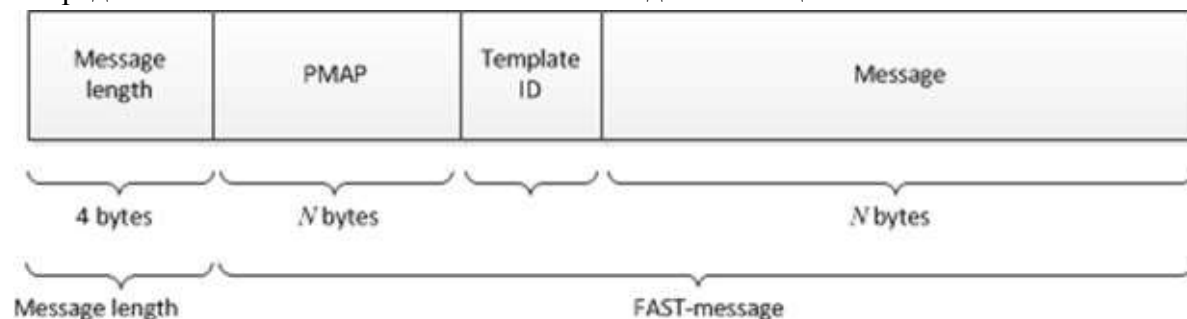 Message length
PMAP
Template ID
Message
4 bytes
N bytes
N bytes
Message length
FAST-message